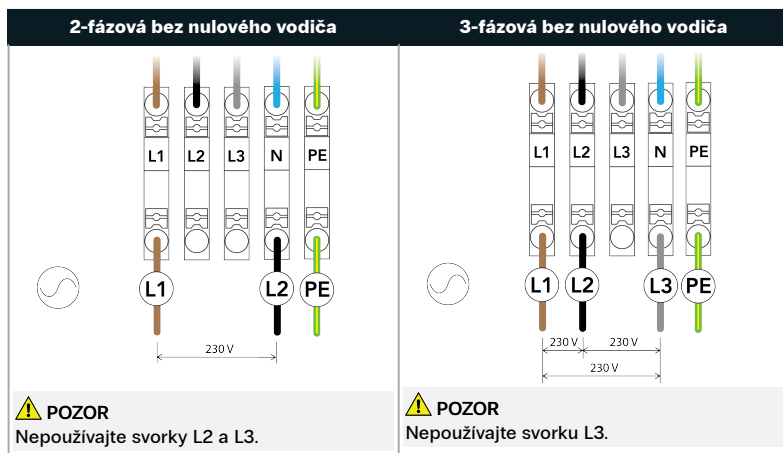 2-fázová bez nulového vodiča
L1 L2 L3 N PE
L1 L2 PE
230 V
POZOR
Nepoužívajte svorky L2 a L3.
3-fázová bez nulového vodiča
L1 L2 L3 N PE
L1 L2 L3 PE
230 V 230 V
230 V
POZOR
Nepoužívajte svorku L3.